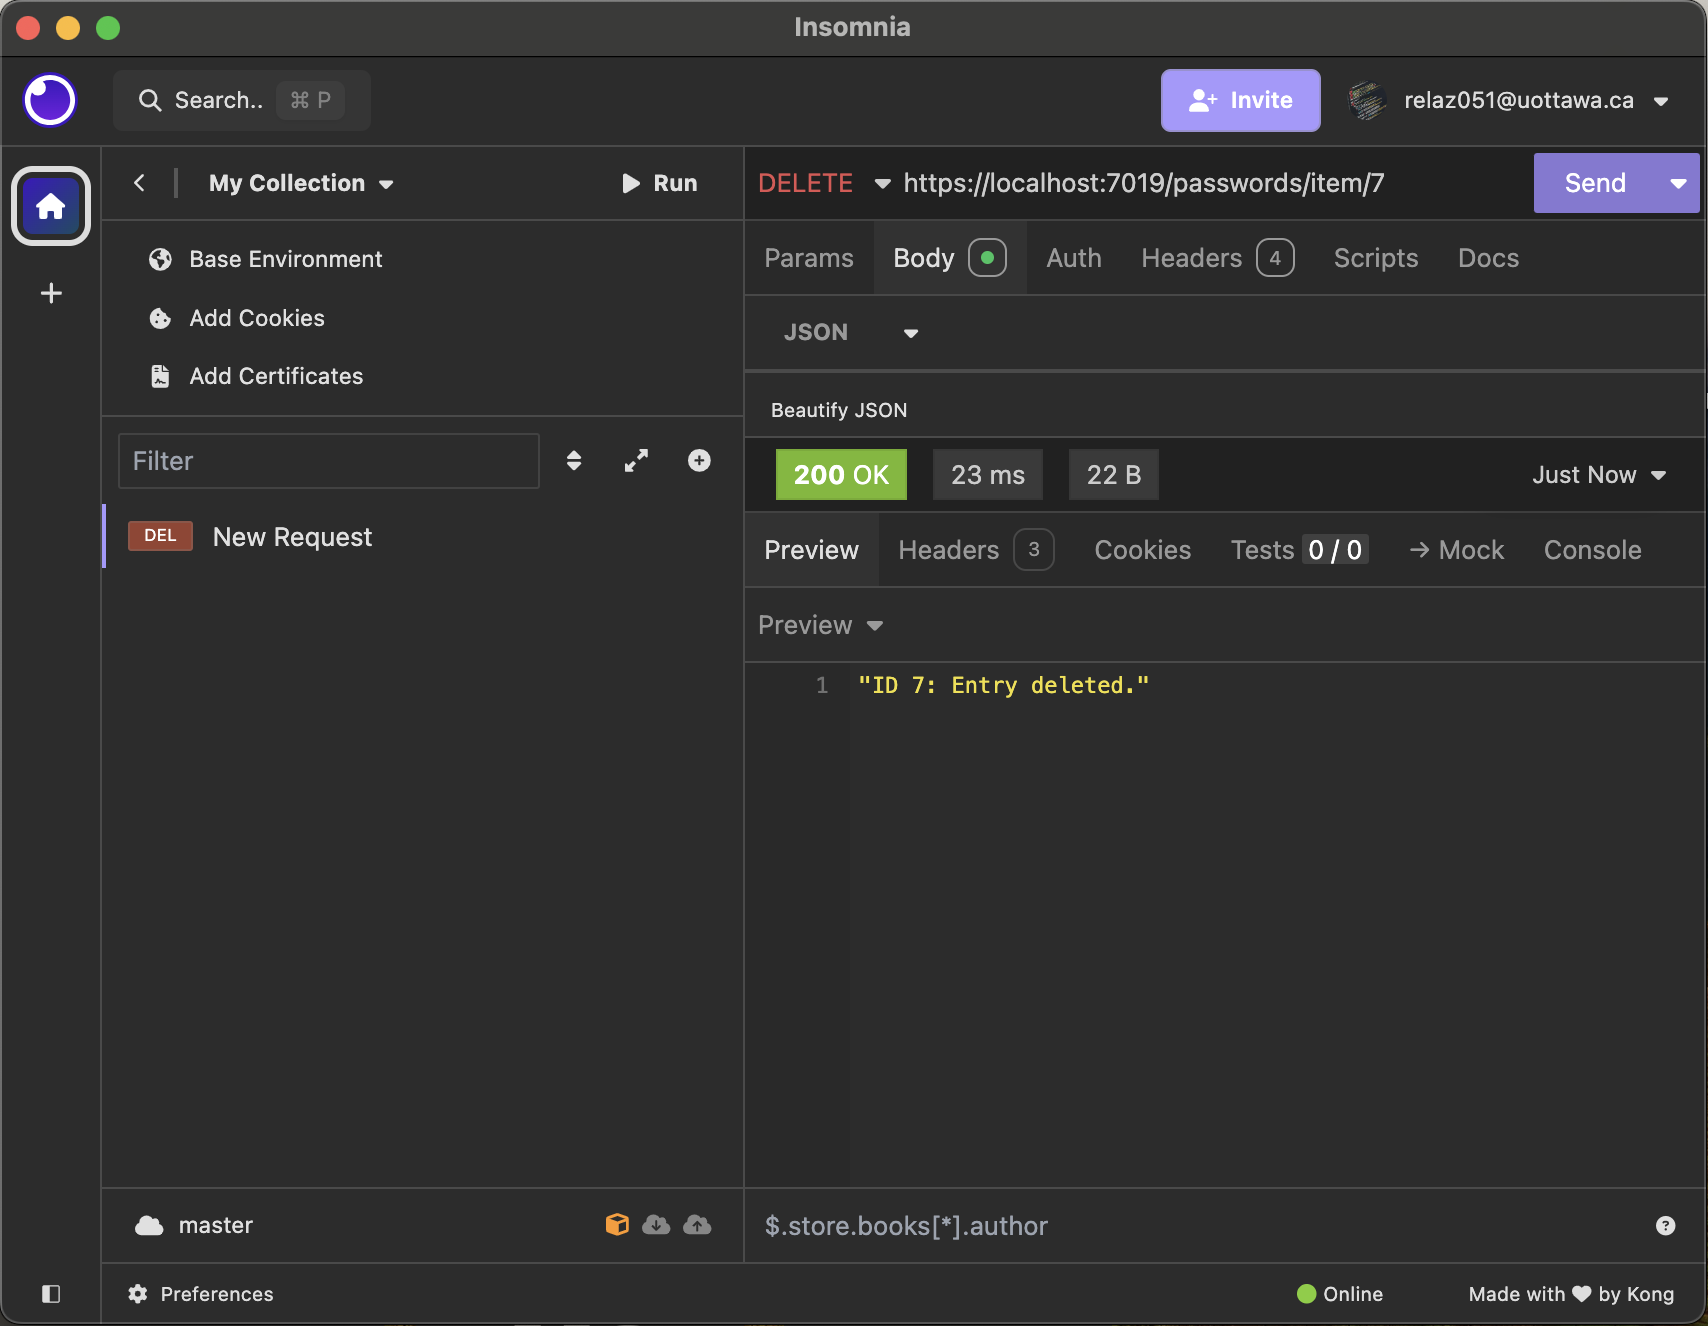 Insomnia
Search.. ⌘ P
Invite
relaz051@uottawa.ca
My Collection
Run
Base Environment
Add Cookies
Add Certificates
Filter
DEL New Request
master
DELETE https://localhost:7019/passwords/item/7 Send
Params Body Auth Headers 4 Scripts Docs
JSON
Beautify JSON
200 OK 23 ms 22 B Just Now
Preview Headers 3 Cookies Tests 0 / 0 → Mock Console
Preview
1 "ID 7: Entry deleted."
$.store.books[*].author ?
Preferences
Online
Made with ♥ by Kong